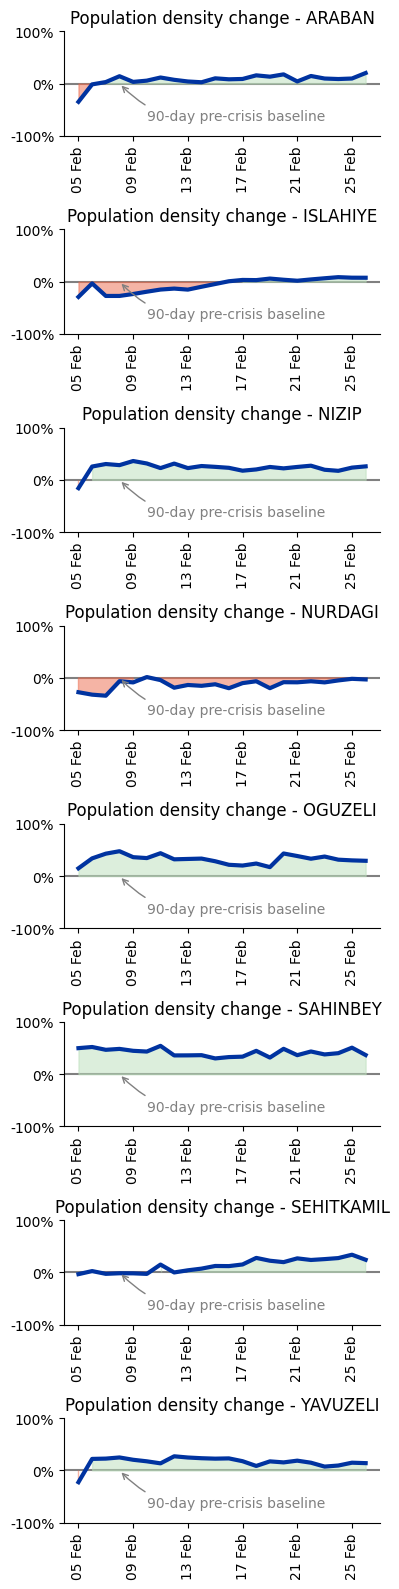 Population density change - ARABAN
100%
0%
-100%
90-day pre-crisis baseline
05 Feb
09 Feb
13 Feb
17 Feb
21 Feb
25 Feb
Population density change - ISLAHIYE
100%
0%
-100%
90-day pre-crisis baseline
05 Feb
09 Feb
13 Feb
17 Feb
21 Feb
25 Feb
Population density change - NIZIP
100%
0%
-100%
90-day pre-crisis baseline
05 Feb
09 Feb
13 Feb
17 Feb
21 Feb
25 Feb
Population density change - NURDAGI
100%
0%
-100%
90-day pre-crisis baseline
05 Feb
09 Feb
13 Feb
17 Feb
21 Feb
25 Feb
Population density change - OGUZELI
100%
0%
-100%
90-day pre-crisis baseline
05 Feb
09 Feb
13 Feb
17 Feb
21 Feb
25 Feb
Population density change - SAHINBEY
100%
0%
-100%
90-day pre-crisis baseline
05 Feb
09 Feb
13 Feb
17 Feb
21 Feb
25 Feb
Population density change - SEHITKAMIL
100%
0%
-100%
90-day pre-crisis baseline
05 Feb
09 Feb
13 Feb
17 Feb
21 Feb
25 Feb
Population density change - YAVUZELI
100%
0%
-100%
90-day pre-crisis baseline
05 Feb
09 Feb
13 Feb
17 Feb
21 Feb
25 Feb